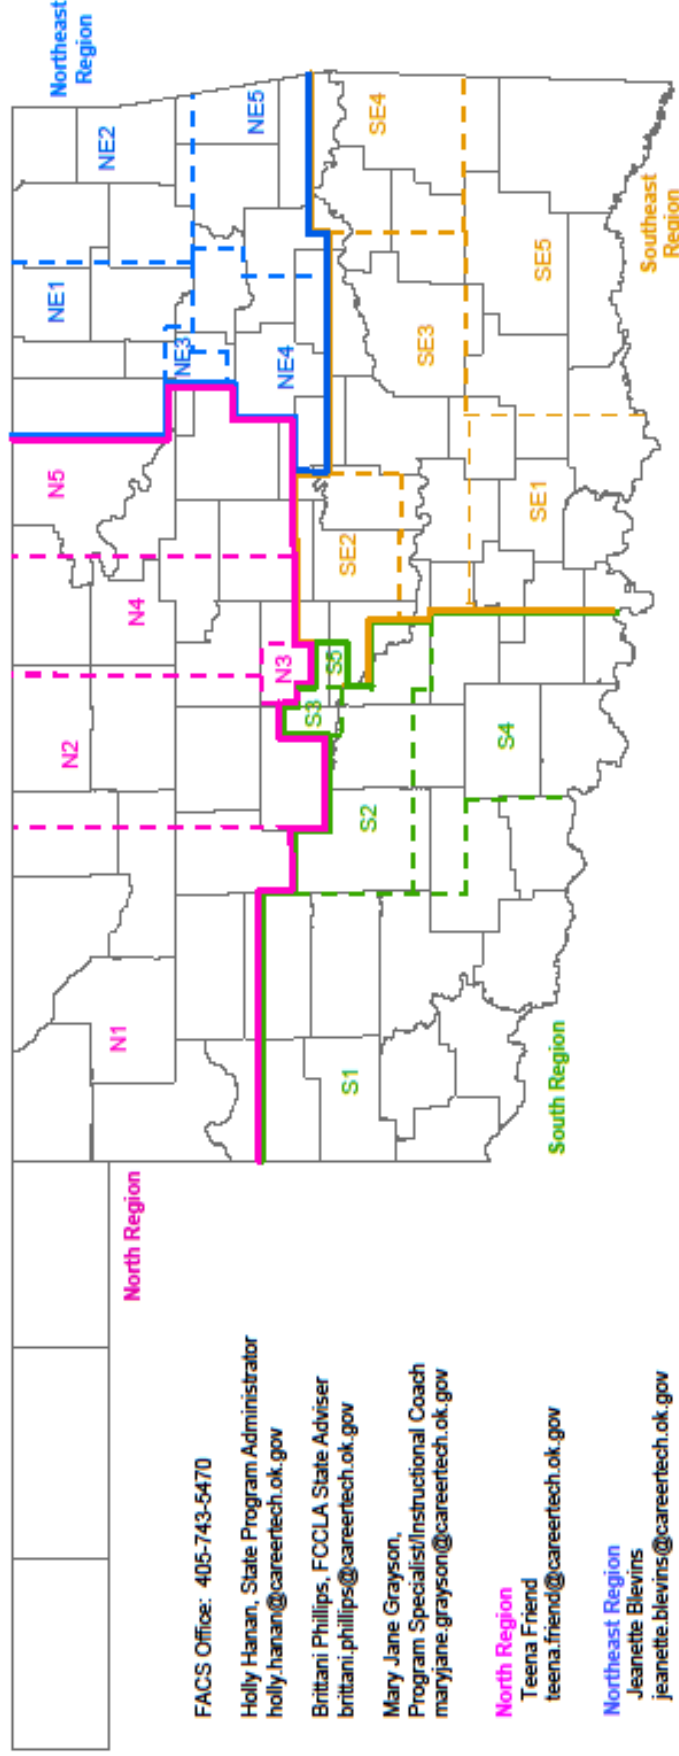 Northeast
Region
NE1
NE2
NE3
NE4
NE5
N1
N2
N3
N4
N5
S1
S2
S3
S4
S5
SE1
SE2
SE3
SE4
SE5
North Region
South Region
Southeast
Region
FACS Office: 405-743-5470
Holly Hanan, State Program Administrator
holly.hanan@careertech.ok.gov
Brittani Phillips, FCCLA State Adviser
brittani.phillips@careertech.ok.gov
Mary Jane Grayson,
Program Specialist/Instructional Coach
maryjane.grayson@careertech.ok.gov
North Region
Teena Friend
teena.friend@careertech.ok.gov
Northeast Region
Jeanette Blevins
jeanette.blevins@careertech.ok.gov